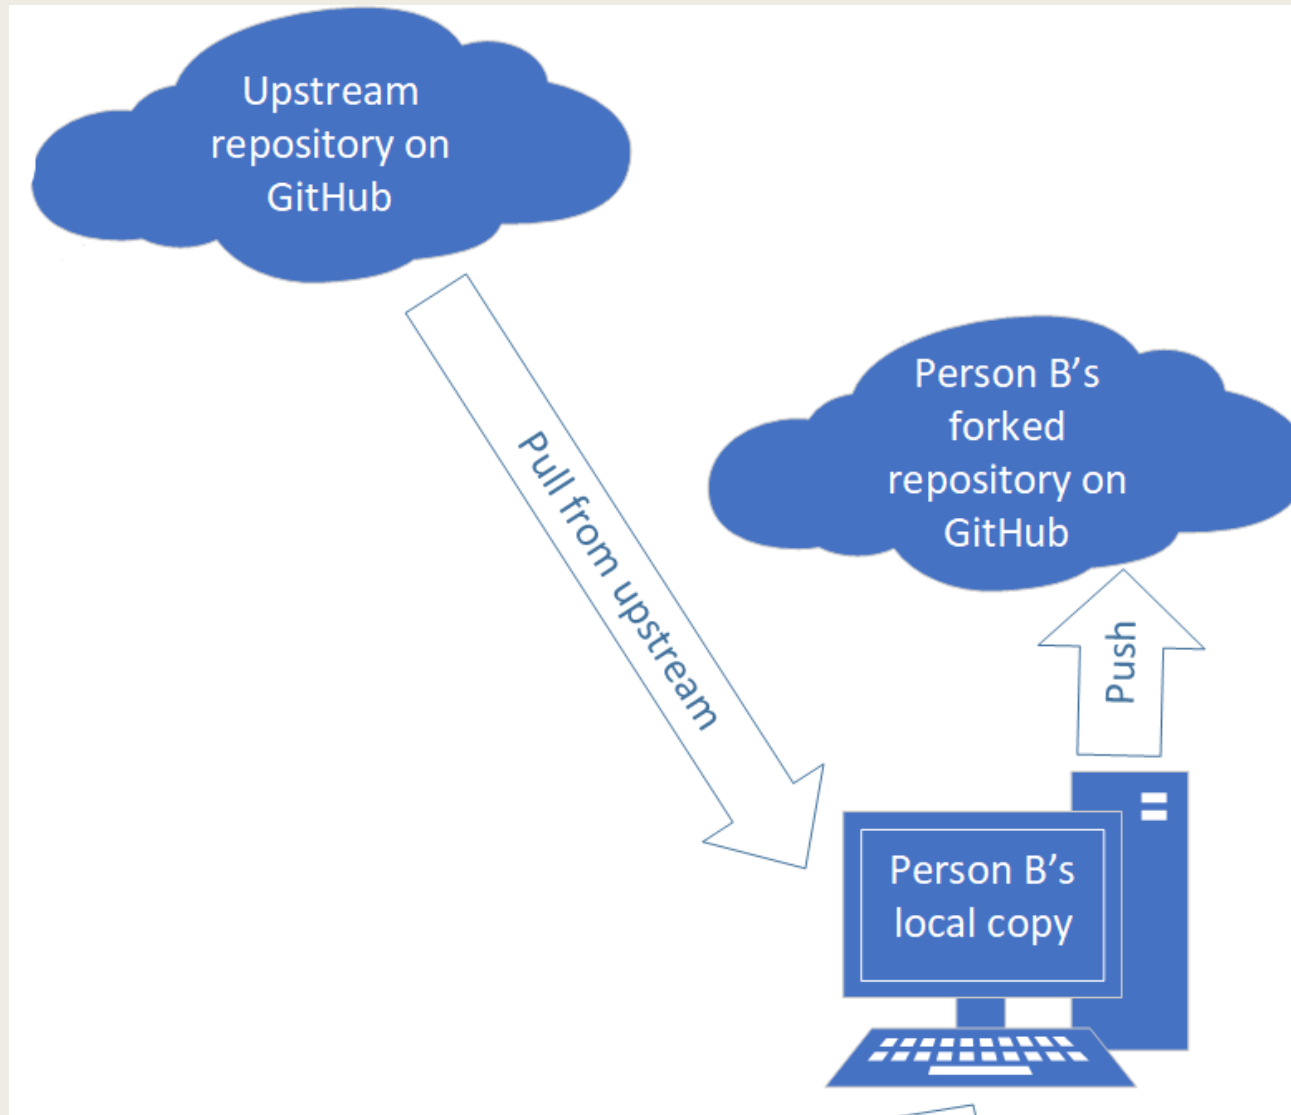 Upstream
repository on
GitHub
Person B’s
forked
repository on
GitHub
Pull from upstream
Push
Person B’s
local copy